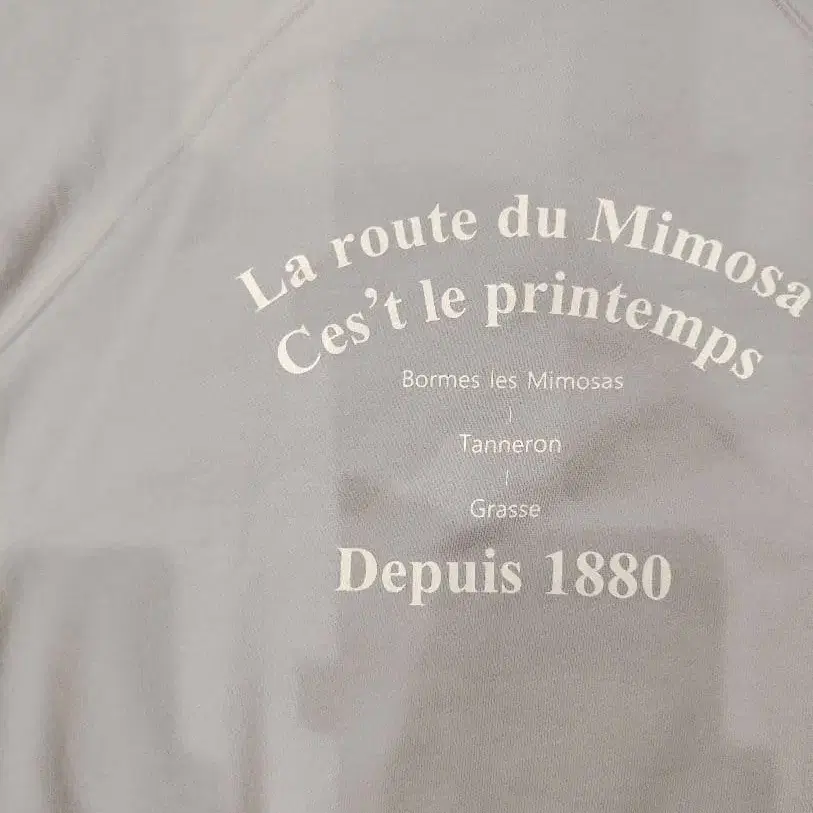 La route du Mimosa
Ces't le printemps
Bormes les Mimosas
|
Tanneron
|
Grasse
Depuis 1880